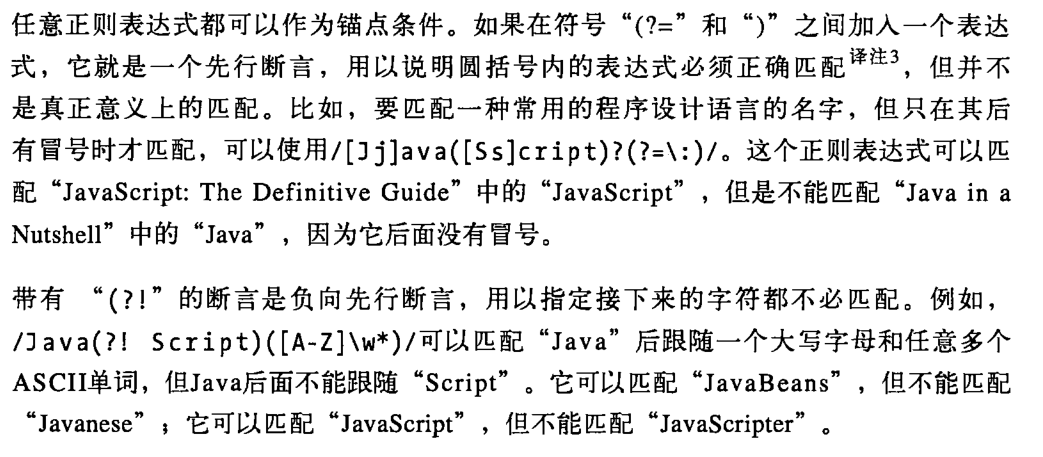 任意正则表达式都可以作为锚点条件。如果在符号“(?=”和“)”之间加入一个表达
式，它就是一个先行断言，用以说明圆括号内的表达式必须正确匹配译注3，但并不
是真正意义上的匹配。比如，要匹配一种常用的程序设计语言的名字，但只在其后
有冒号时才匹配，可以使用/[Jj]ava([Ss]cript)?(?=\:)/。这个正则表达式可以匹
配“JavaScript: The Definitive Guide”中的“JavaScript”，但是不能匹配“Java in a
Nutshell”中的“Java”，因为它后面没有冒号。
带有 “(?!”的断言是负向先行断言，用以指定接下来的字符都不必匹配。例如，
/Java(?! Script)([A-Z]\w*)/可以匹配“Java”后跟随一个大写字母和任意多个
ASCII单词，但Java后面不能跟随“Script”。它可以匹配“JavaBeans”，但不能匹配
“Javanese”；它可以匹配“JavaScript”，但不能匹配“JavaScripter”。